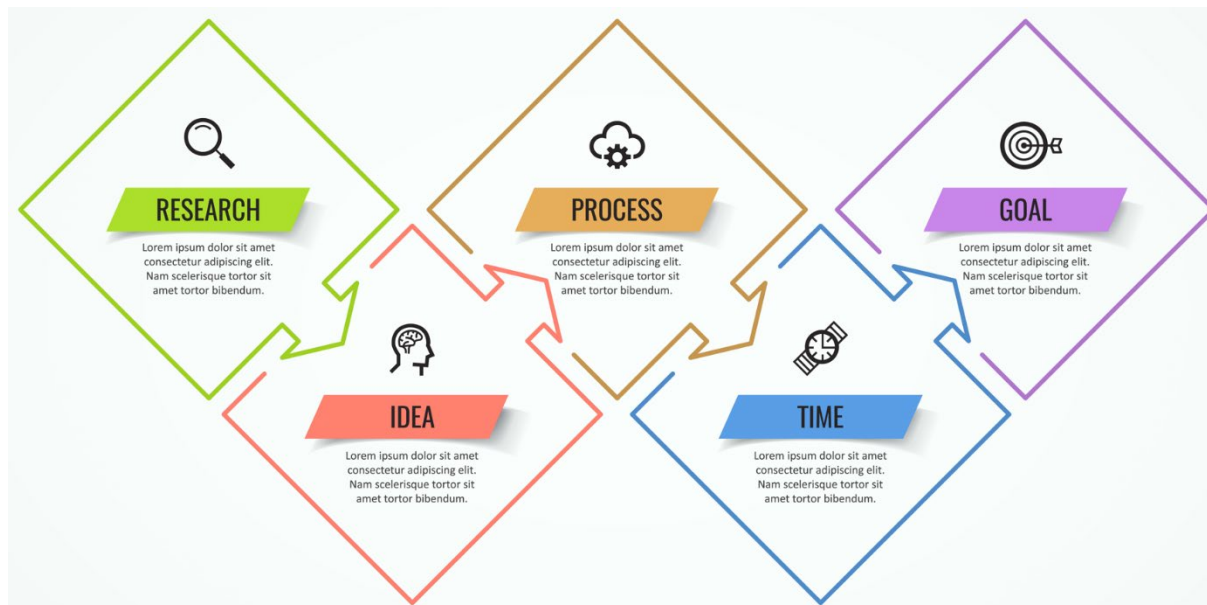 RESEARCH
Lorem ipsum dolor sit amet
consectetur adipiscing elit.
Nam scelerisque tortor sit
amet tortor bibendum.
IDEA
Lorem ipsum dolor sit amet
consectetur adipiscing elit.
Nam scelerisque tortor sit
amet tortor bibendum.
PROCESS
Lorem ipsum dolor sit amet
consectetur adipiscing elit.
Nam scelerisque tortor sit
amet tortor bibendum.
TIME
Lorem ipsum dolor sit amet
consectetur adipiscing elit.
Nam scelerisque tortor sit
amet tortor bibendum.
GOAL
Lorem ipsum dolor sit amet
consectetur adipiscing elit.
Nam scelerisque tortor sit
amet tortor bibendum.